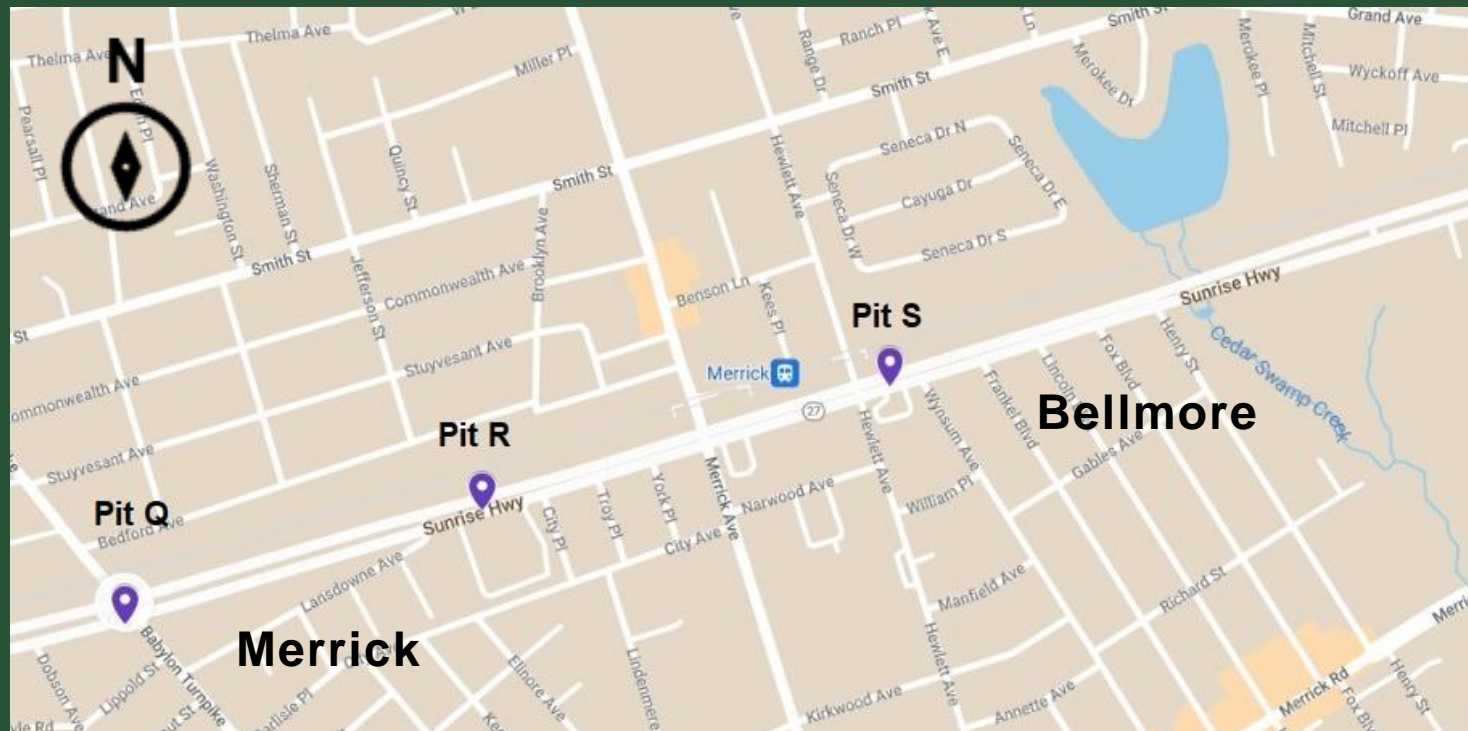 N
Thelma Ave
Thelma Ave
Miller Pl
Ranch Pl
Range Dr
Smith St
Grand Ave
Mitchell St
Merokee Pl
Merokee Dr
Wyckoff Ave
Mitchell Pl
Pearsall Pl
Washington St
Sherman St
Quincy St
Smith St
Smith St
Smith St
Hewlett Ave
Seneca Dr N
Seneca Dr E
Cayuga Dr
Seneca Dr W
Seneca Dr S
Jefferson St
Commonwealth Ave
Brooklyn Ave
Benson Ln
Kees Pl
Sunrise Hwy
St
Pit S
Stuyvesant Ave
Merrick
27
Cedar Swamp Creek
Henry St
Fox Blvd
Frankel Blvd
Wynsum Ave
Bellmore
ommonwealth Ave
Pit R
Stuyvesant Ave
Hewlett Ave
Gables Ave
Merrick Ave
Narwood Ave
William Pl
York Pl
Troy Pl
City Pl
Sunrise Hwy
Pit Q
Bedford Ave
City Ave
Lansdowne Ave
Manfield Ave
Richard St
Merrick
Babylon Turnpike
Dobson Ave
Lippold St
Elinore Ave
Lindenmere
Hewlett Ave
Kirkwood Ave
Annette Ave
Merrick Rd
Henry St